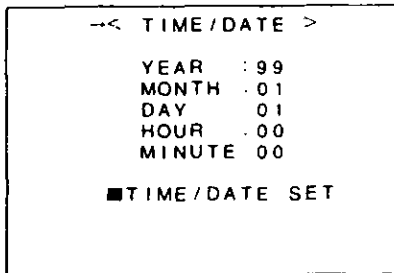 →< TIME/DATE >
YEAR :99
MONTH :01
DAY 01
HOUR :00
MINUTE 00
■TIME/DATE SET